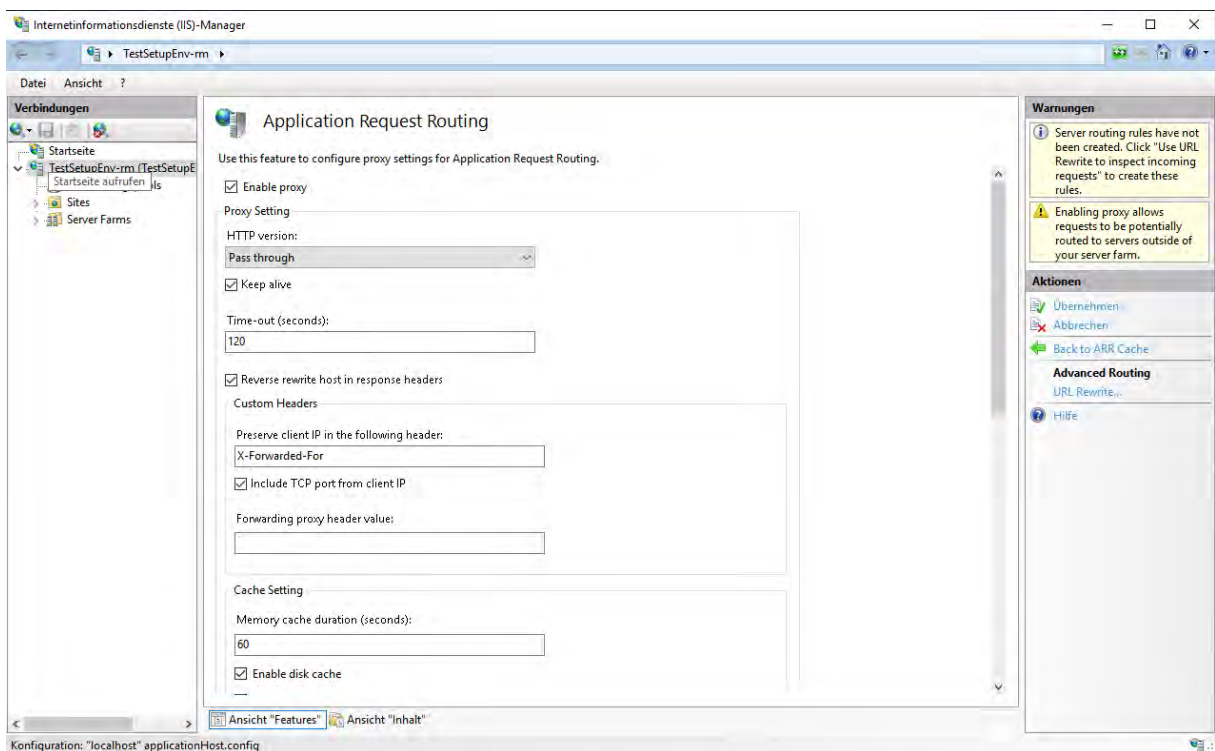 Internetinformationsdienste (IIS)-Manager
TestSetupEnv-rm
Datei Ansicht ?
Verbindungen
Startseite
TestSetupEnv-rm (TestSetupE
Startseite aufrufen
Sites
Server Farms
Application Request Routing
Use this feature to configure proxy settings for Application Request Routing.
Enable proxy
Proxy Setting
HTTP version:
Pass through
Keep alive
Time-out (seconds):
120
Reverse rewrite host in response headers
Custom Headers
Preserve client IP in the following header:
X-Forwarded-For
Include TCP port from client IP
Forwarding proxy header value:
Cache Setting
Memory cache duration (seconds):
60
Enable disk cache
Ansicht "Features" Ansicht "Inhalt"
Warnungen
Server routing rules have not
been created. Click "Use URL
Rewrite to inspect incoming
requests" to create these
rules.
Enabling proxy allows
requests to be potentially
routed to servers outside of
your server farm.
Aktionen
Übernehmen
Abbrechen
Back to ARR Cache
Advanced Routing
URL Rewrite...
Hilfe
Konfiguration: "localhost" applicationHost.config